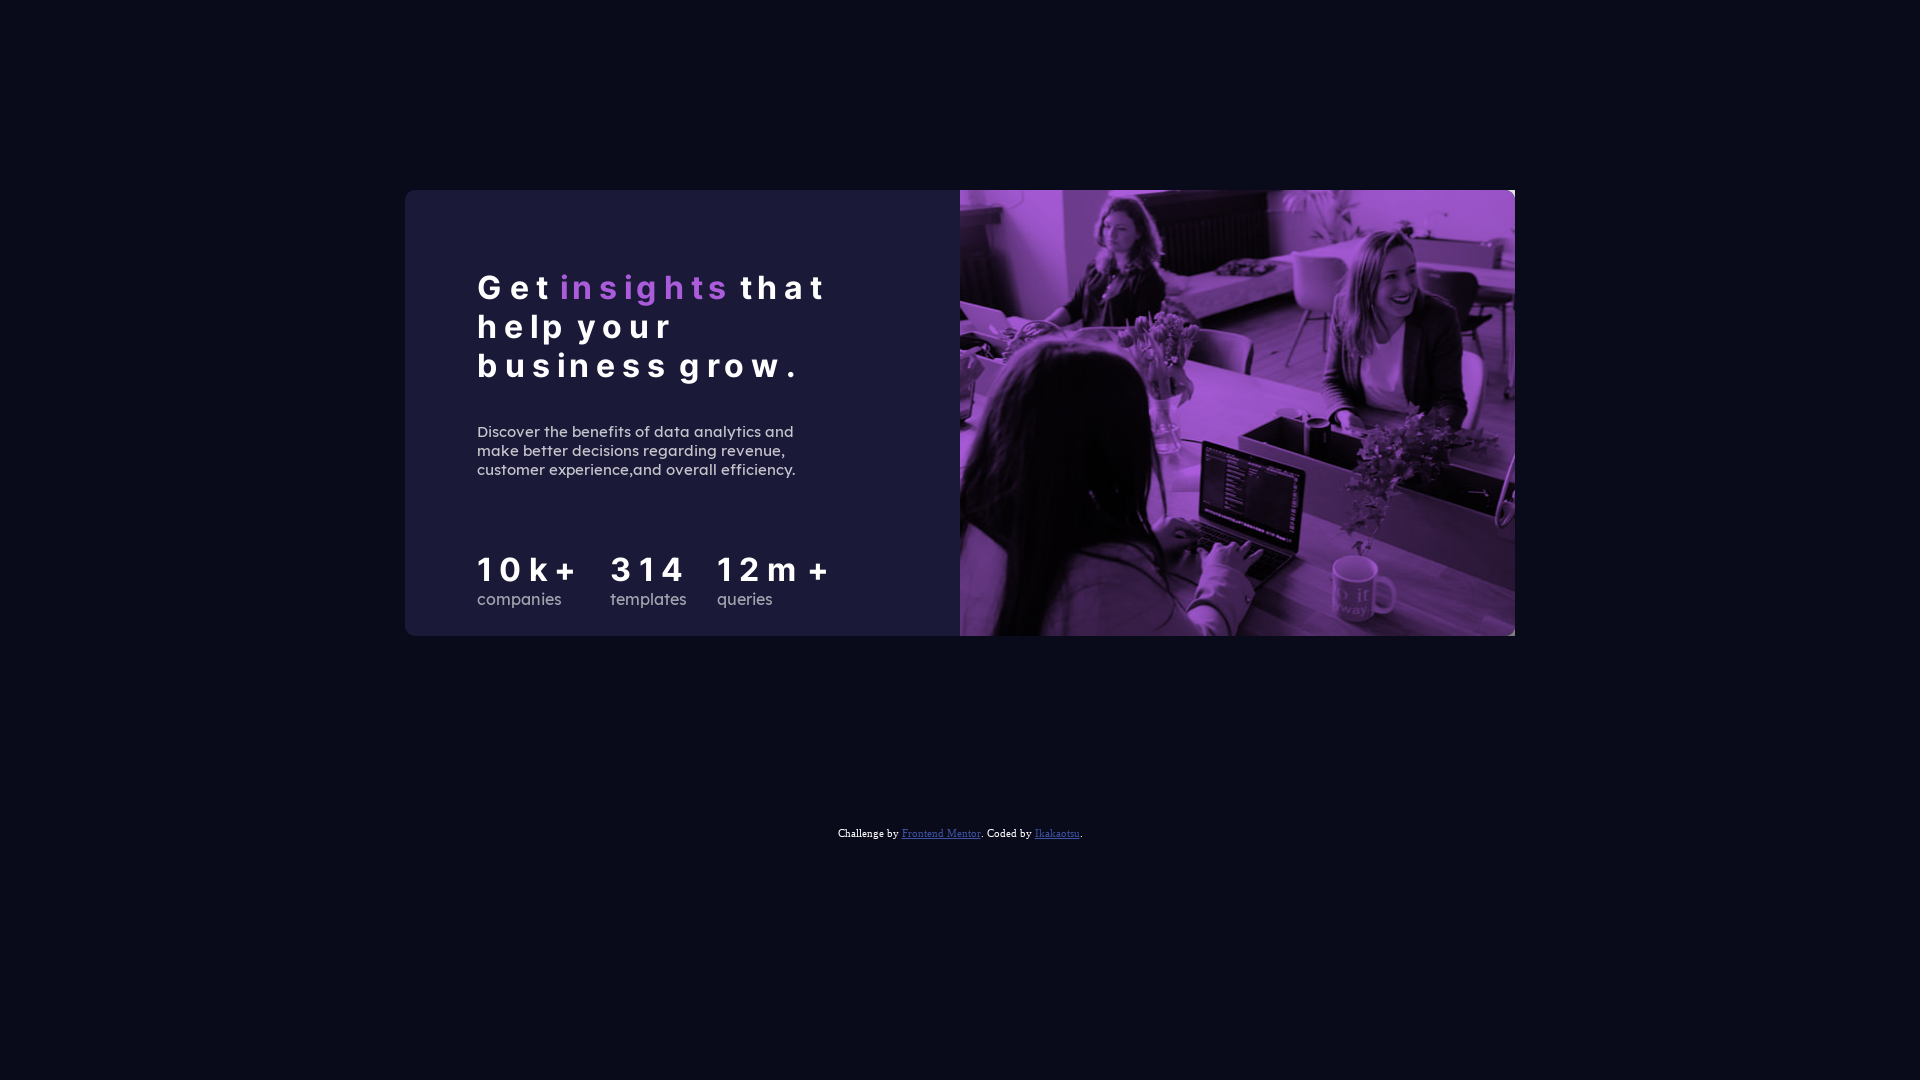 Get insights that
help your
business grow.
Discover the benefits of data analytics and
make better decisions regarding revenue,
customer experience,and overall efficiency.
10k+ 314 12m +
companies templates queries
Challenge by Frontend Mentor. Coded by Ikakaotsu.